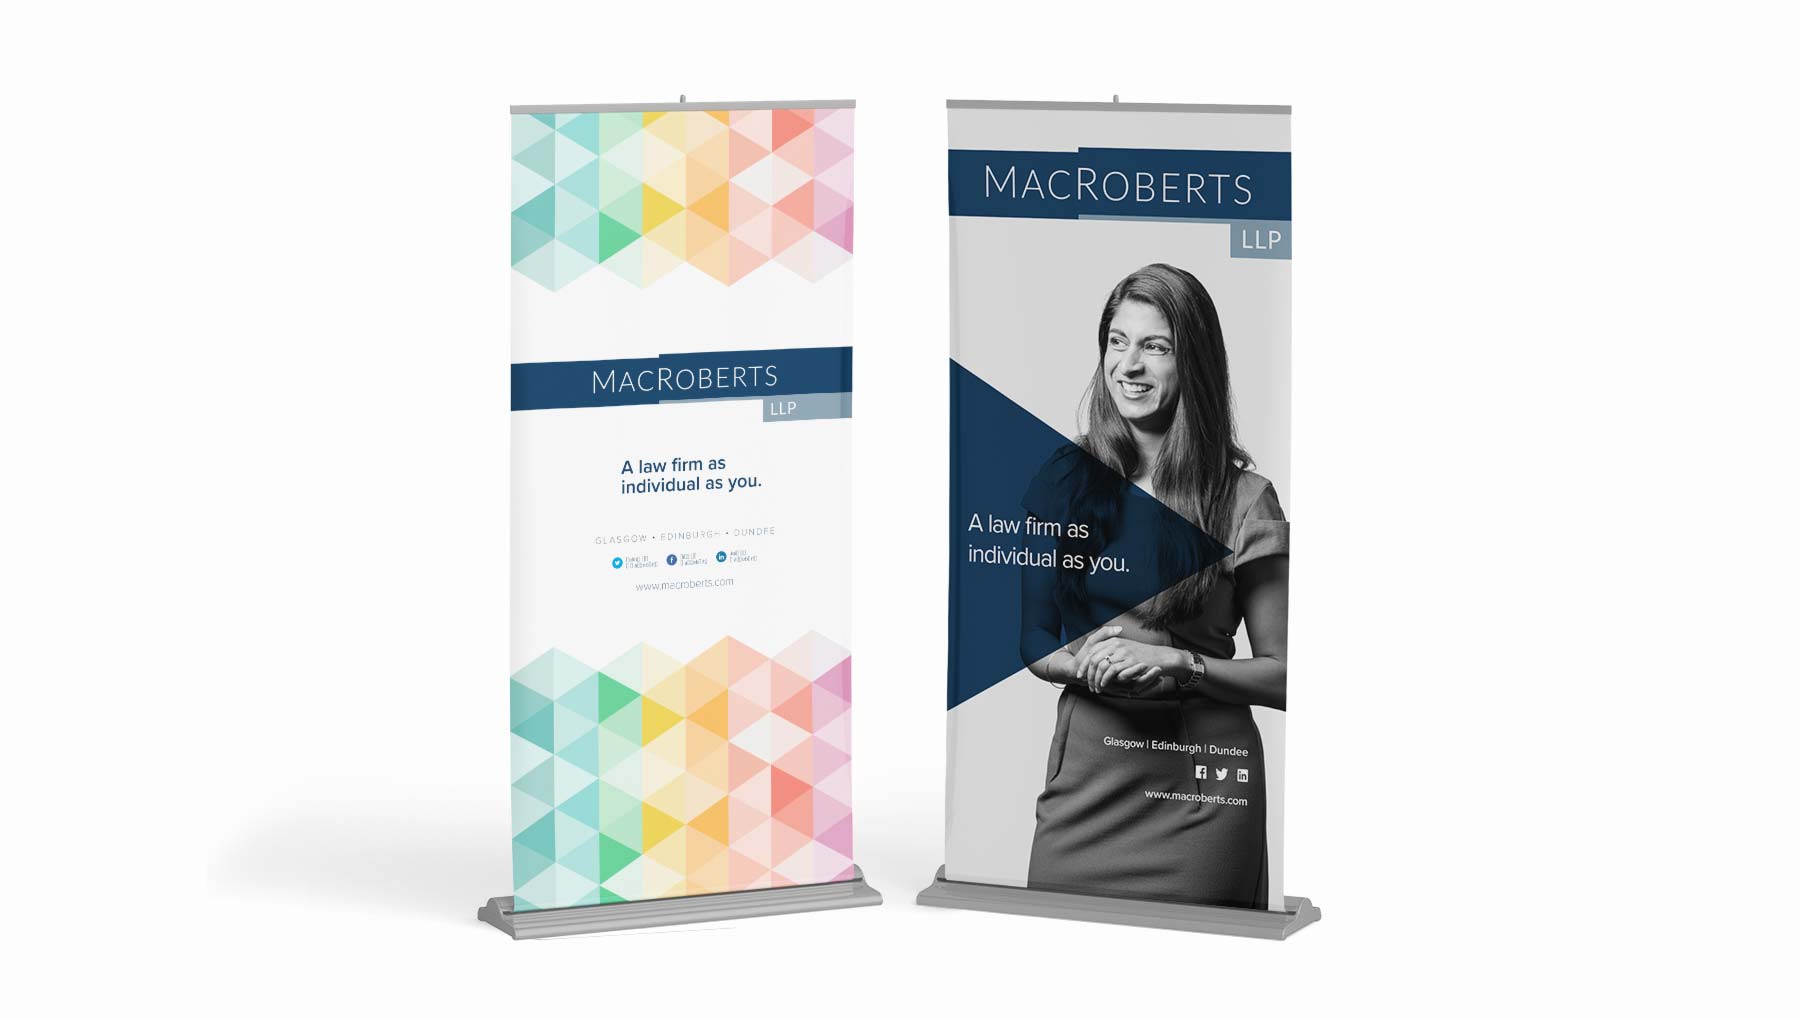 MACROBERTS
LLP
A law firm as
individual as you.
GLASGOW • EDINBURGH • DUNDEE
www.macroberts.com
MACROBERTS
LLP
A law firm as
individual as you.
Glasgow | Edinburgh | Dundee
www.macroberts.com